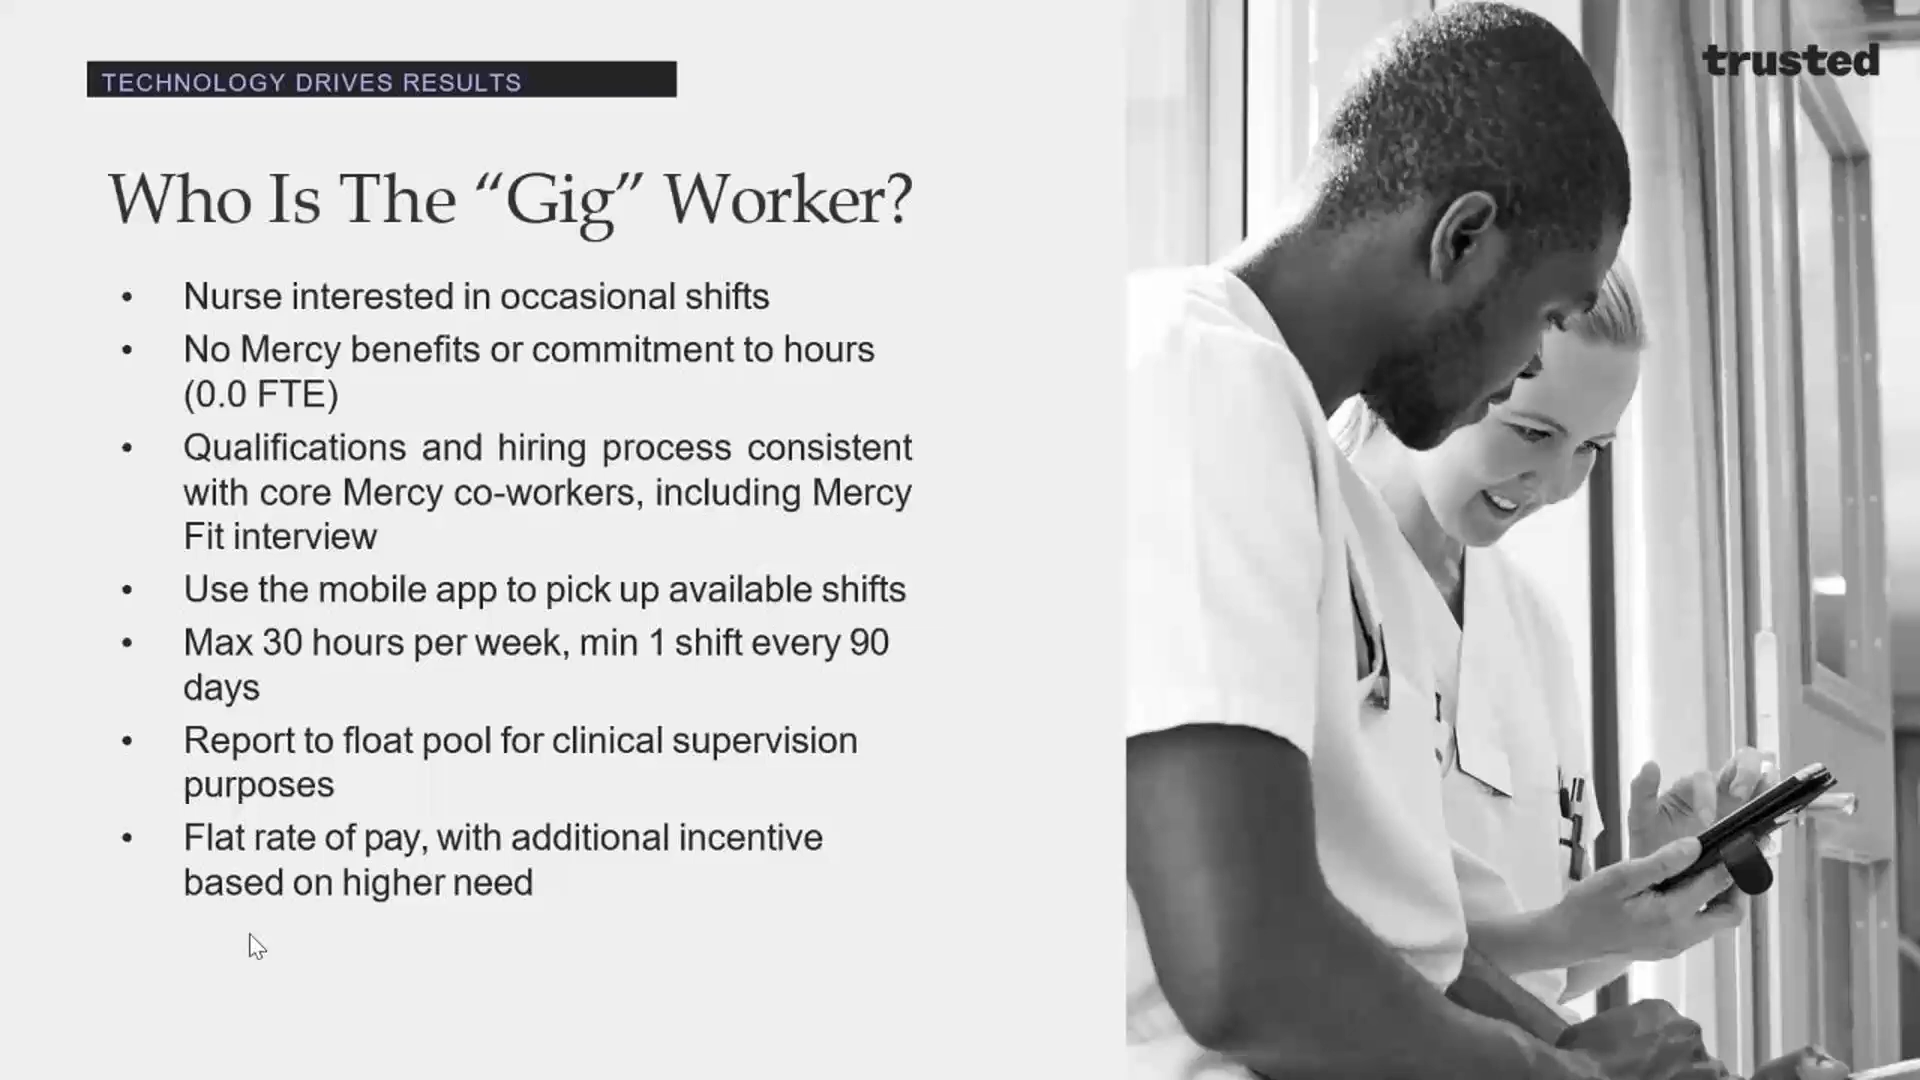 TECHNOLOGY DRIVES RESULTS
trusted
Who Is The “Gig” Worker?
• Nurse interested in occasional shifts
• No Mercy benefits or commitment to hours
(0.0 FTE)
• Qualifications and hiring process consistent
with core Mercy co-workers, including Mercy
Fit interview
• Use the mobile app to pick up available shifts
• Max 30 hours per week, min 1 shift every 90
days
• Report to float pool for clinical supervision
purposes
• Flat rate of pay, with additional incentive
based on higher need